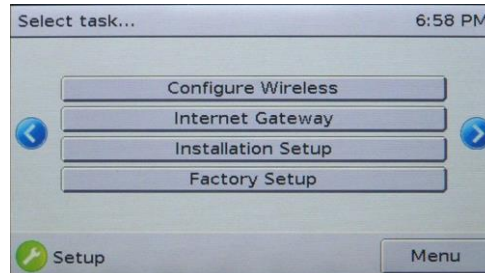 Select task... 6:58 PM
Configure Wireless
Internet Gateway
Installation Setup
Factory Setup
Setup Menu